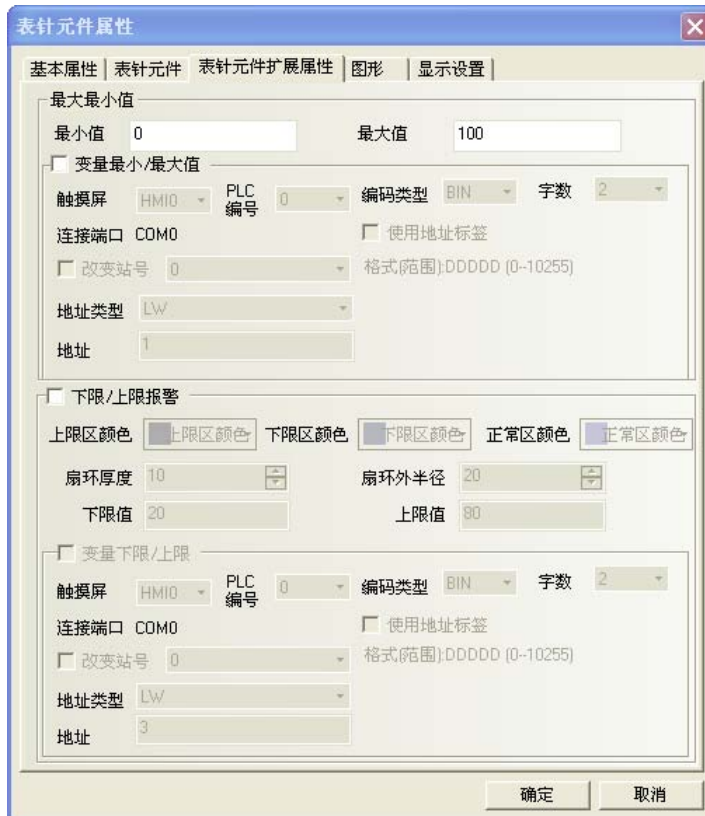 表针元件属性
基本属性 表针元件 表针元件扩展属性 图形 显示设置
最大最小值
最小值 0 最大值 100
变量最小/最大值
触摸屏 HMI0 PLC编号 0 编码类型 BIN 字数 2
连接端口 COM0 使用地址标签
改变站号 0 格式(范围):DDDDD (0--10255)
地址类型 LW
地址 1
下限/上限报警
上限区颜色 上限区颜色 下限区颜色 下限区颜色 正常区颜色 正常区颜色
扇环厚度 10 扇环外半径 20
下限值 20 上限值 80
变量下限/上限
触摸屏 HMI0 PLC编号 0 编码类型 BIN 字数 2
连接端口 COM0 使用地址标签
改变站号 0 格式(范围):DDDDD (0--10255)
地址类型 LW
地址 3
确定 取消